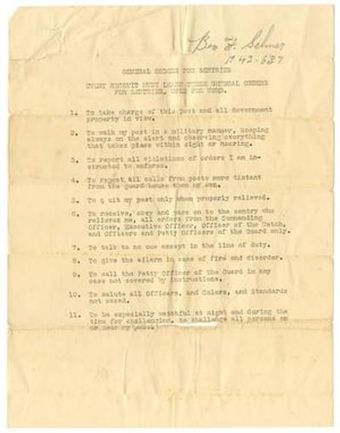 Geo. F. Selmer
P. 42-637
GENERAL ORDERS FOR SENTRIES
EVERY RECRUIT MUST LEARN THESE GENERAL ORDERS
FOR SENTRIES, WORD FOR WORD.
1. To take charge of this post and all Government
property in view.
2. To walk my post in a military manner, keeping
always on the alert and observing everything
that takes place within sight or hearing.
3. To report all violations of orders I am in-
structed to enforce.
4. To repeat all calls from posts more distant
from the guard house than my own.
5. To quit my post only when properly relieved.
6. To receive, obey and pass on to the sentry who
relieves me, all orders from the Commanding
Officer, Executive Officer, Officer of the Watch,
and Officers and Petty Officers of the Guard only.
7. To talk to no one except in the line of duty.
8. To give the alarm in case of fire and disorder.
9. To call the Petty Officer of the Guard in any
case not covered by instructions.
10. To salute all Officers, and Colors, and Standards
not cased.
11. To be especially watchful at night and during the
time for challenging, to challenge all persons on
or near my post